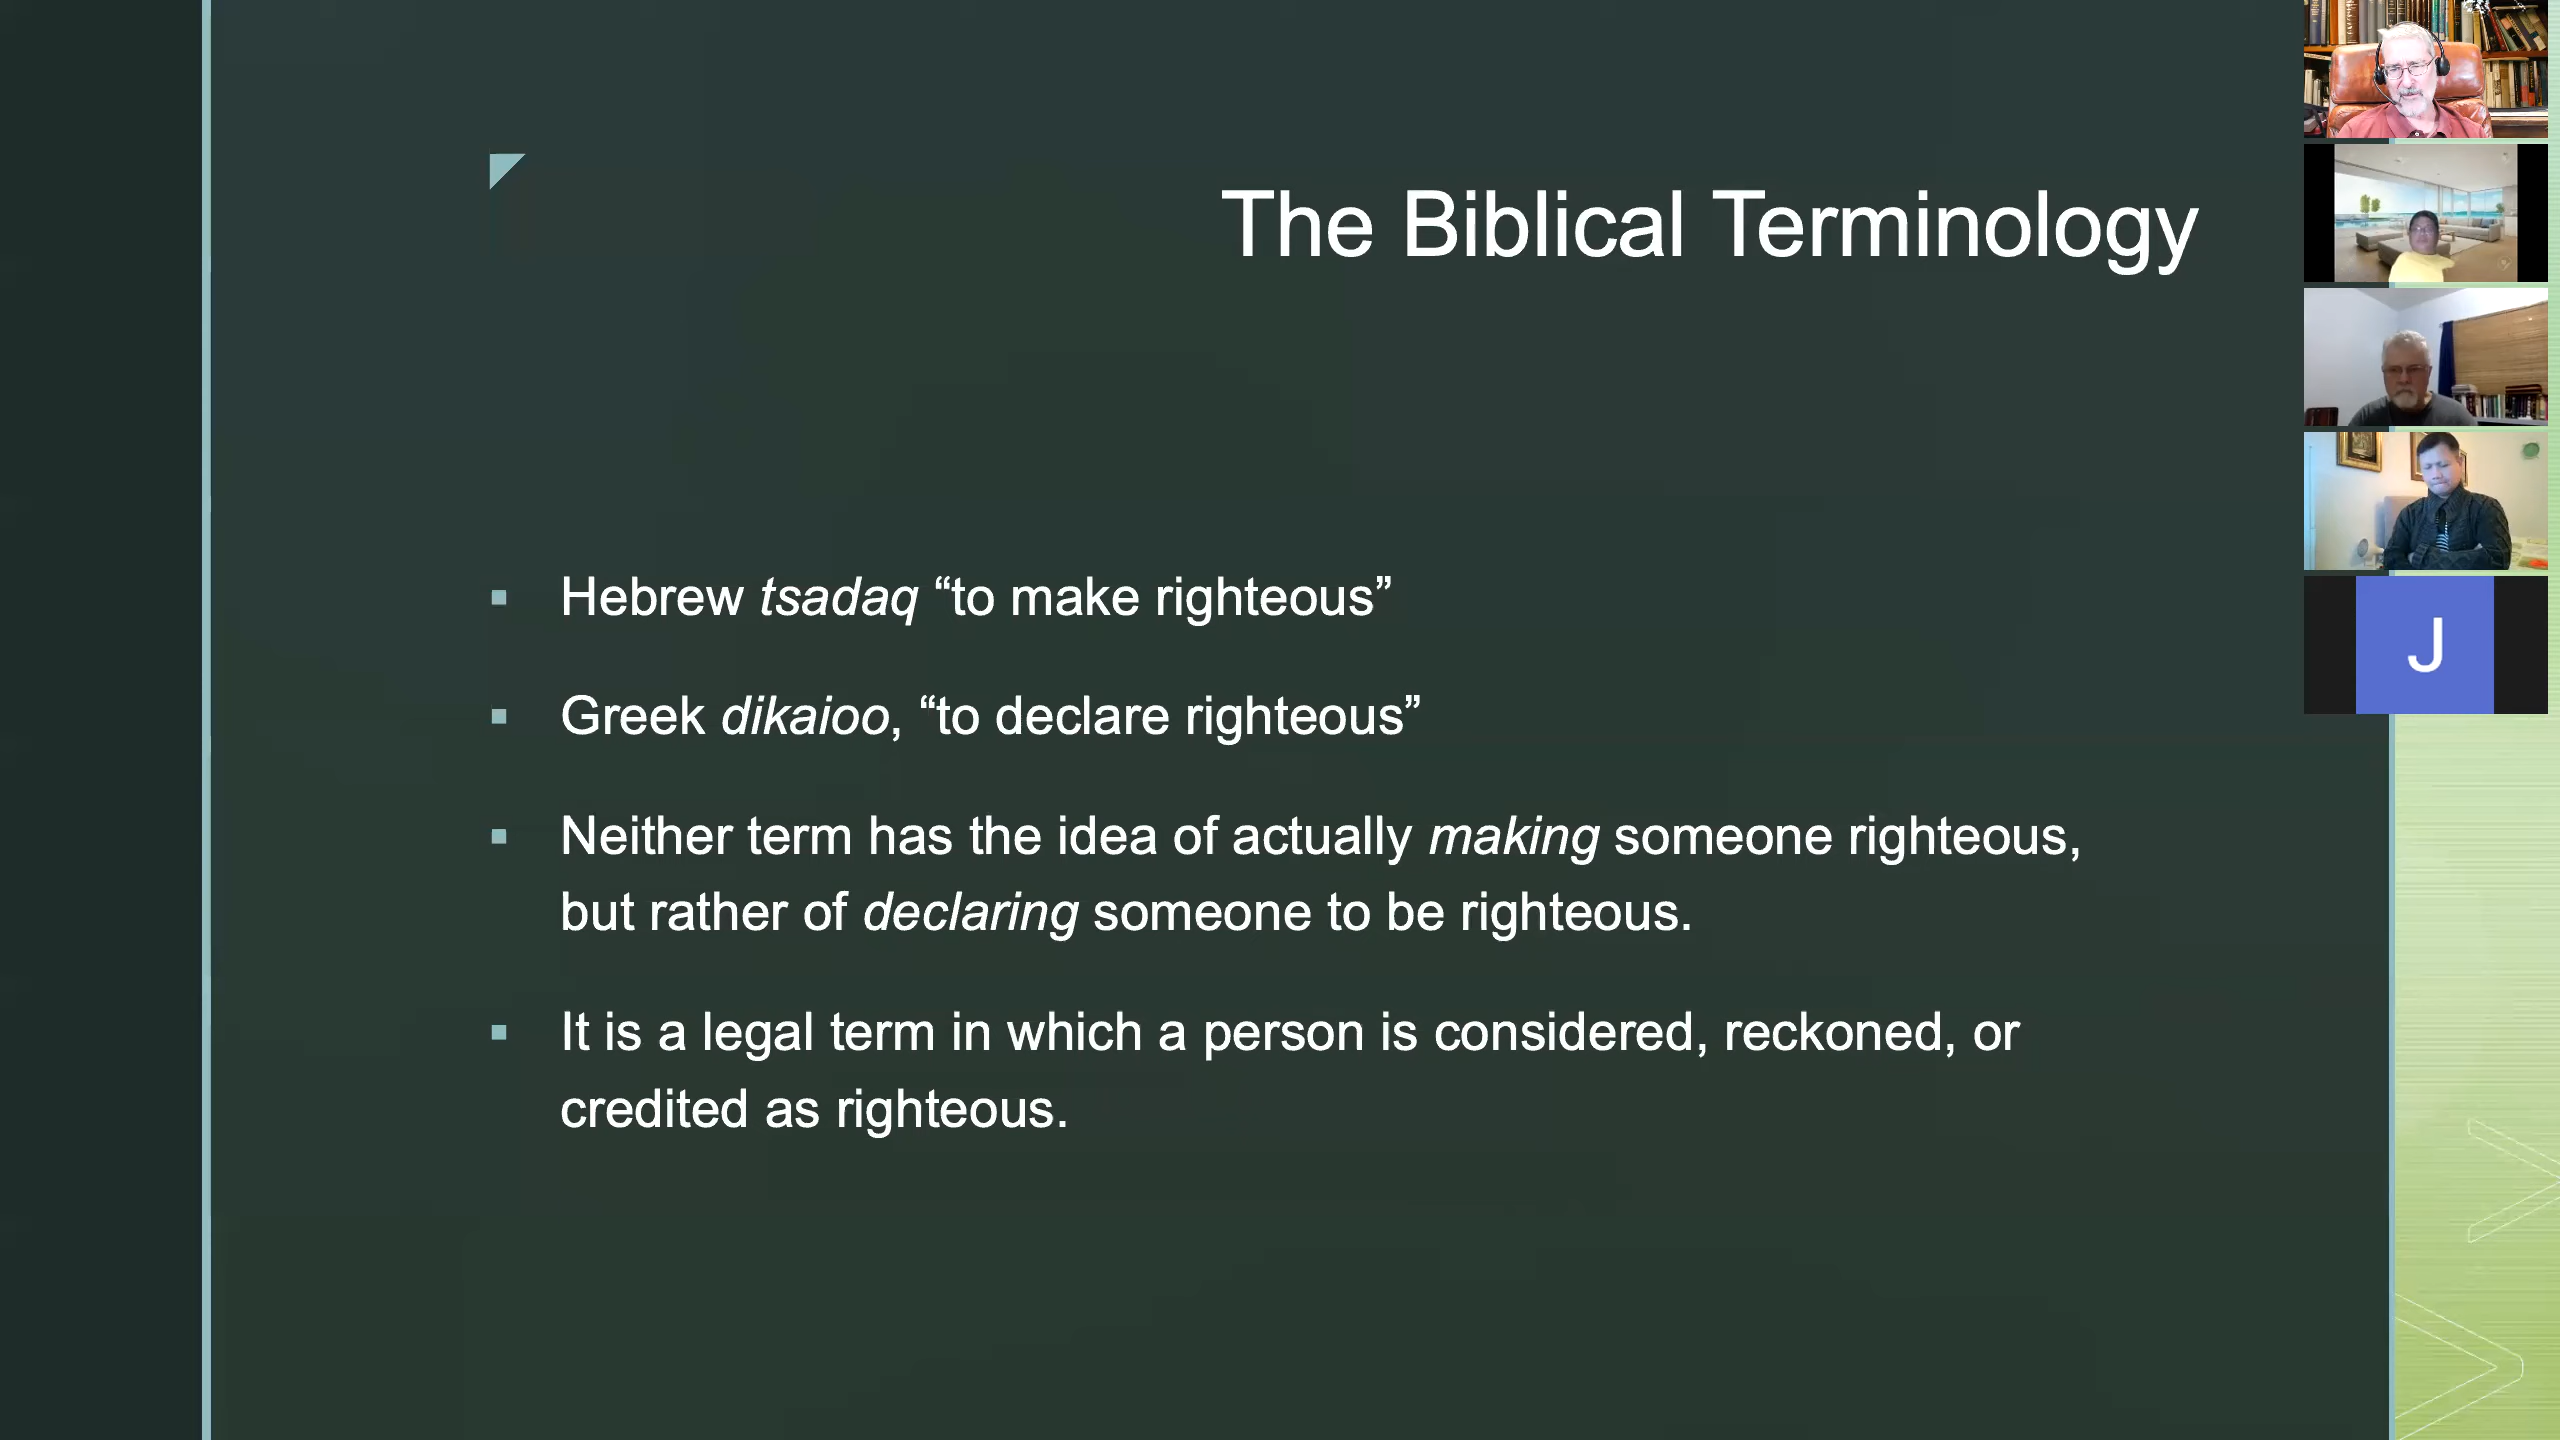 The Biblical Terminology
▪ Hebrew tsadaq “to make righteous”
▪ Greek dikaioo, “to declare righteous”
▪ Neither term has the idea of actually making someone righteous,
but rather of declaring someone to be righteous.
▪ It is a legal term in which a person is considered, reckoned, or
credited as righteous.
J